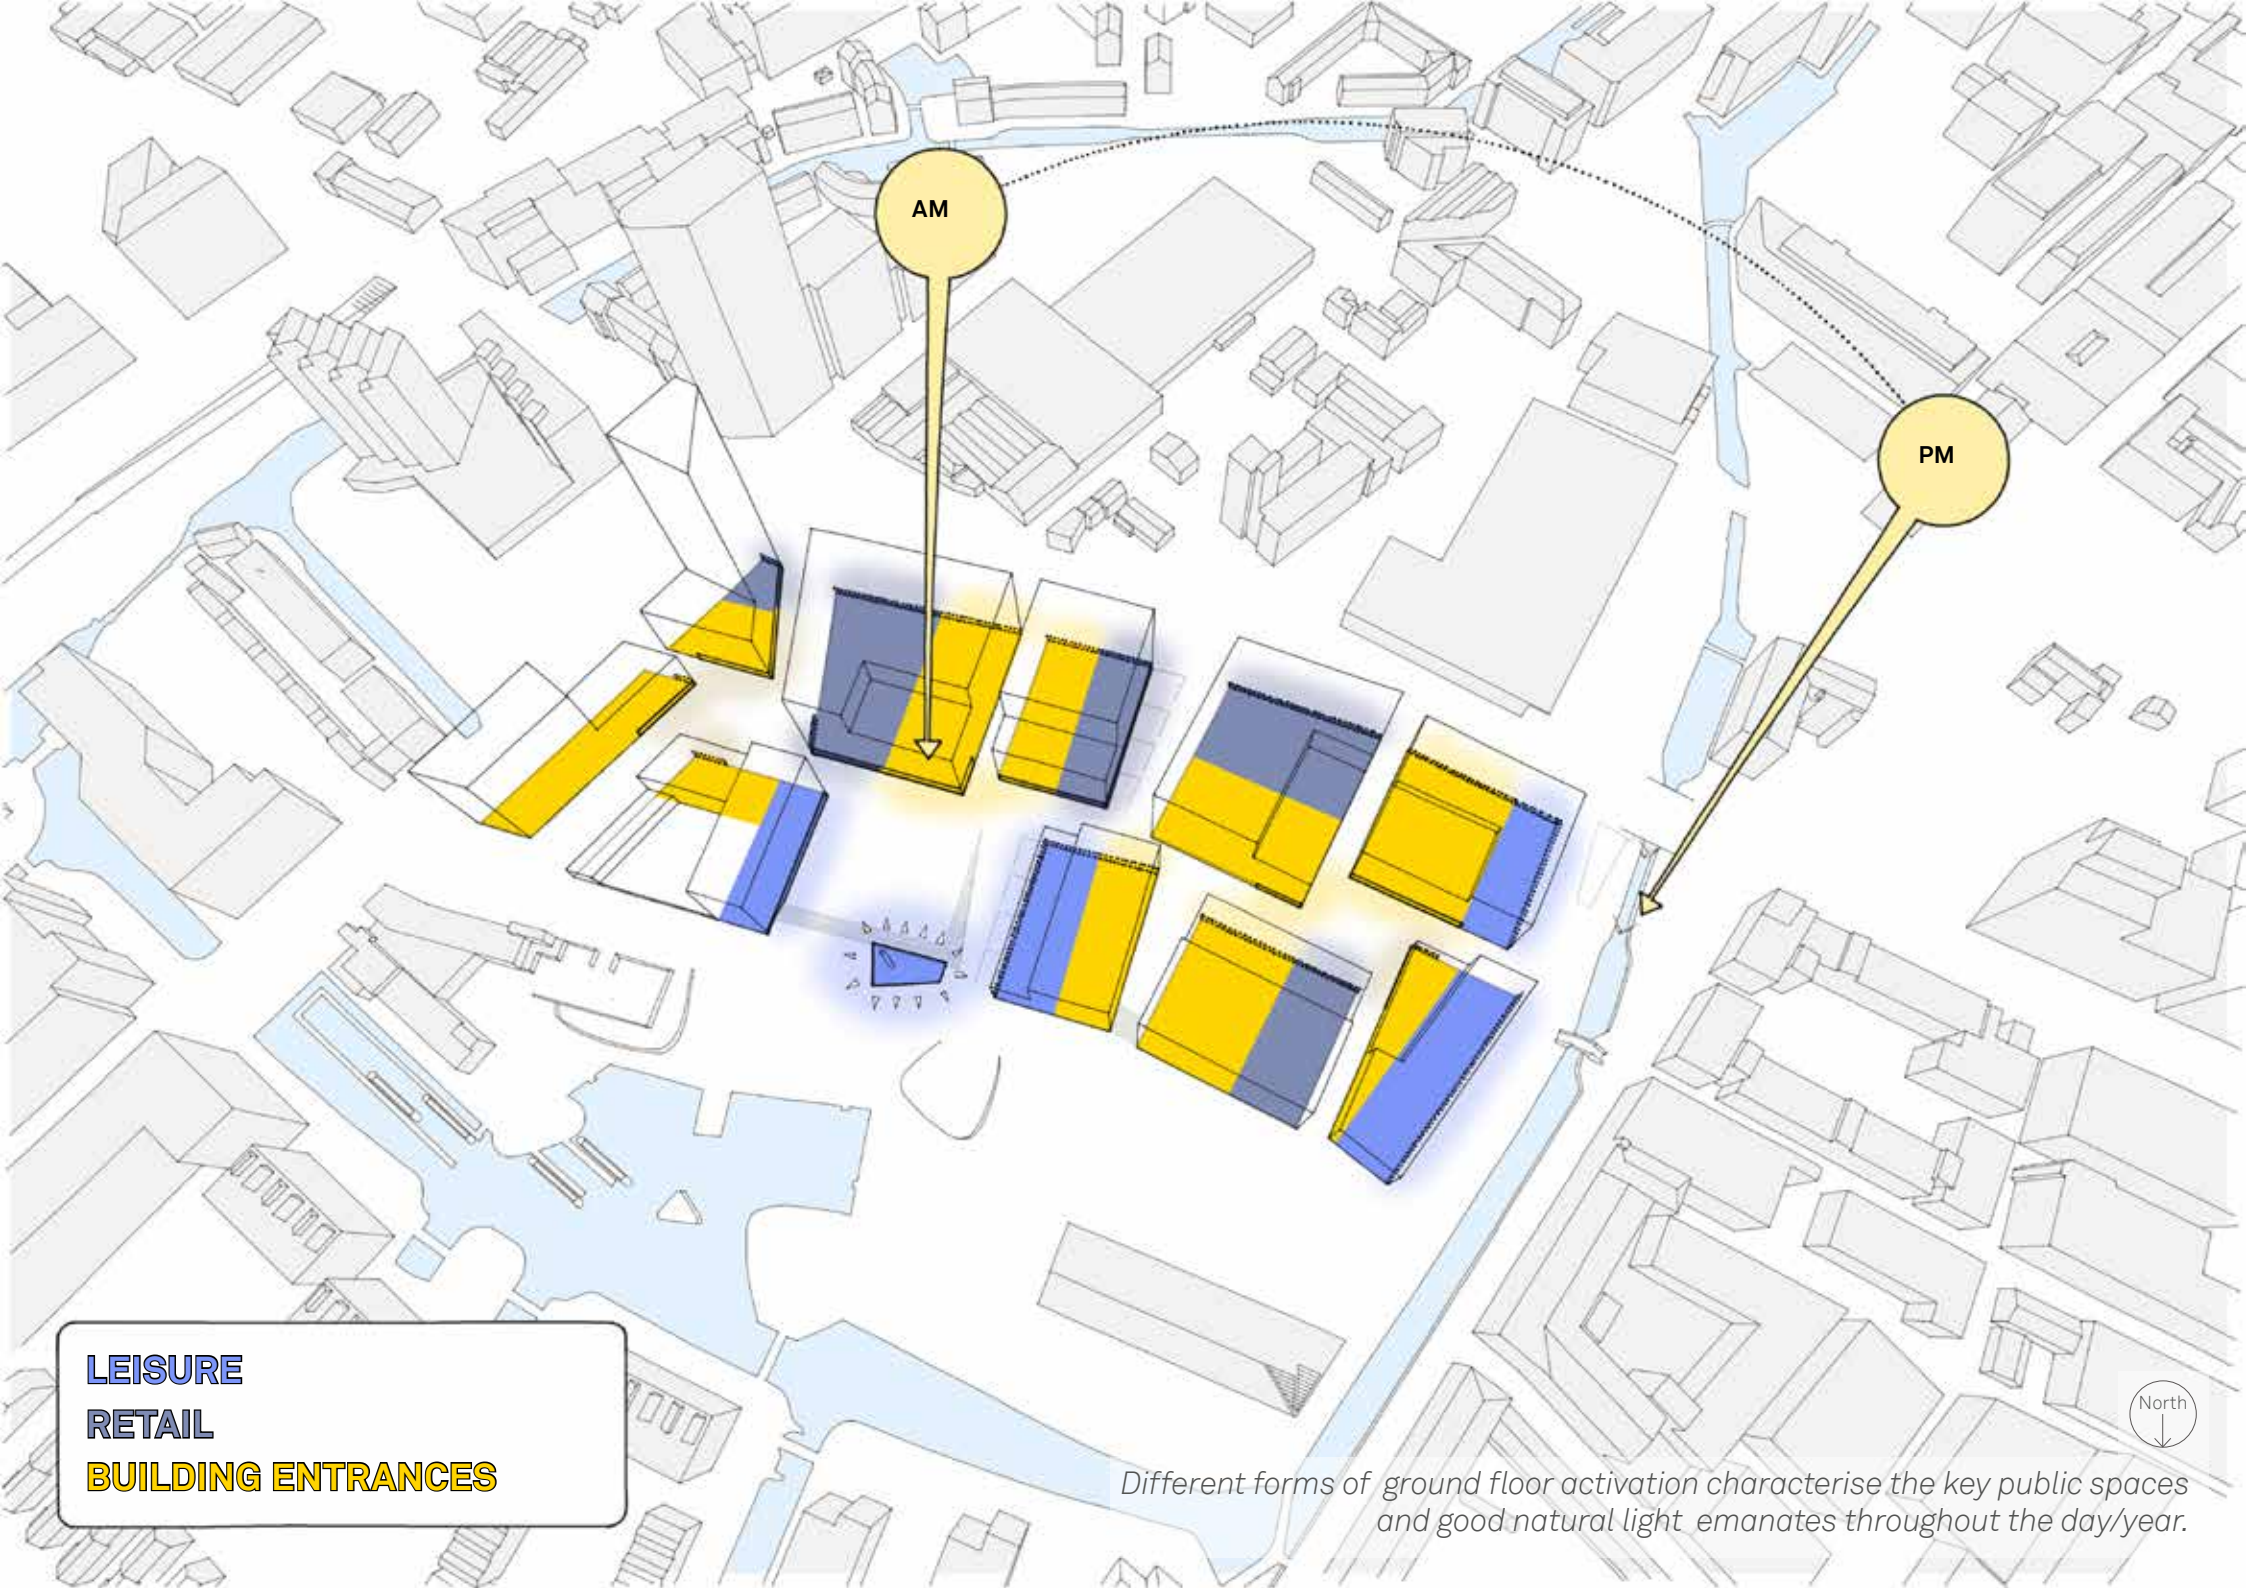 AM
PM
LEISURE
RETAIL
BUILDING ENTRANCES
North
Different forms of ground floor activation characterise the key public spaces
and good natural light emanates throughout the day/year.